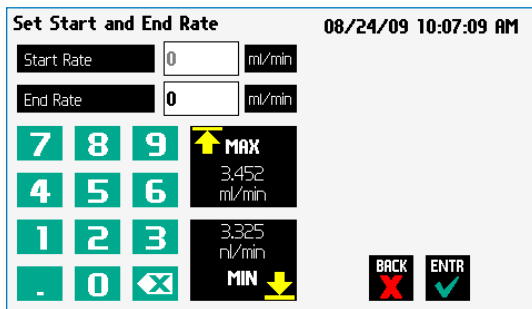 Set Start and End Rate 08/24/09 10:07:09 AM
Start Rate 0 ml/min
End Rate 0 ml/min
7 8 9 MAX
3.452
4 5 6 ml/min
1 2 3 3.325
nl/min
. 0 X MIN
BACK ENTR